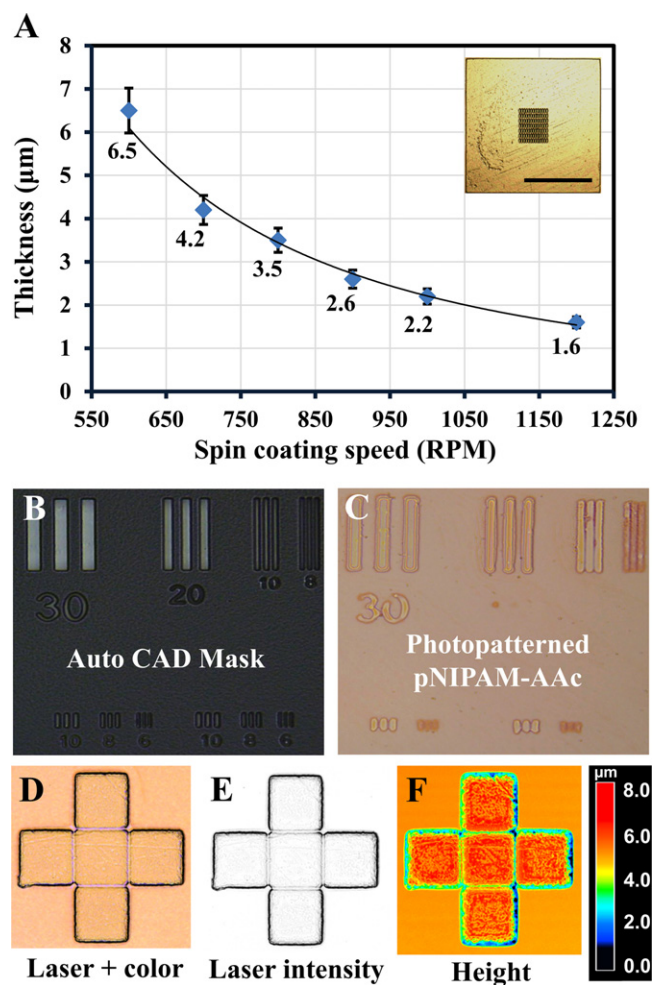 A
8
7
6
5
4
3
2
1
0
Thickness (µm)
6.5
4.2
3.5
2.6
2.2
1.6
550
650
750
850
950
1050
1150
1250
Spin coating speed (RPM)
B
30
20
10
8
Auto CAD Mask
10
8
6
10
8
6
C
30
Photopatterned
pNIPAM-AAc
D
Laser + color
E
Laser intensity
F
Height
µm
8.0
6.0
4.0
2.0
0.0